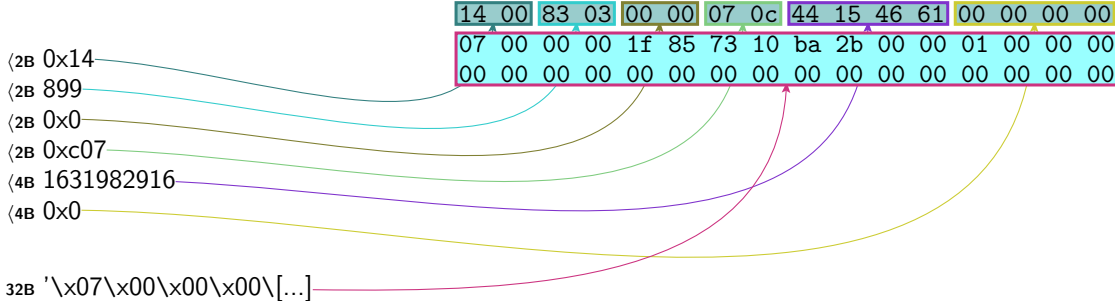 14 00 83 03 00 00 07 0c 44 15 46 61 00 00 00 00
07 00 00 00 1f 85 73 10 ba 2b 00 00 01 00 00 00
00 00 00 00 00 00 00 00 00 00 00 00 00 00 00 00
⟨2B 0x14
⟨2B 899
⟨2B 0x0
⟨2B 0xc07
⟨4B 1631982916
⟨4B 0x0
32B '\x07\x00\x00\x00\[...]